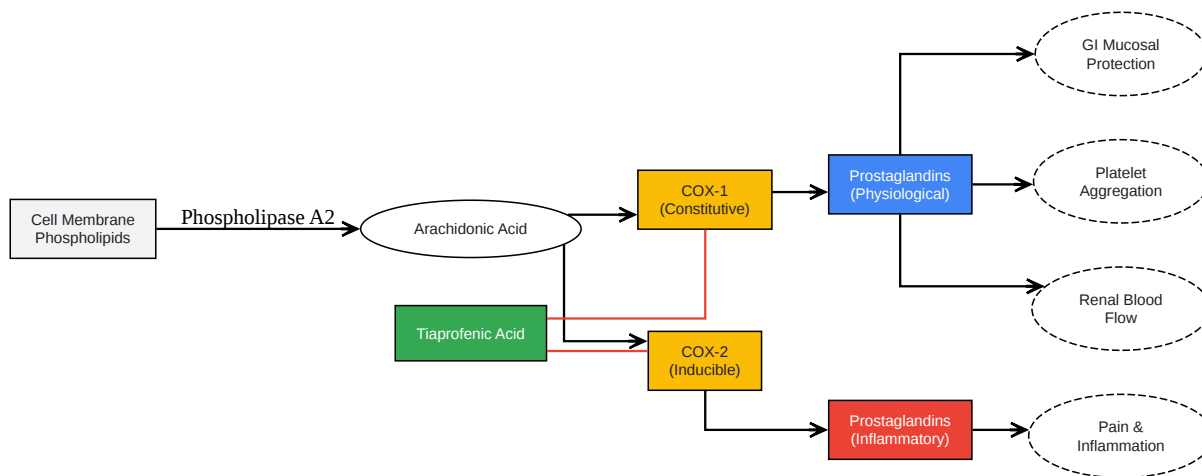 Cell Membrane
Phospholipids
Phospholipase A2
Arachidonic Acid
Tiaprofenic Acid
COX-1
(Constitutive)
COX-2
(Inducible)
Prostaglandins
(Physiological)
Prostaglandins
(Inflammatory)
GI Mucosal
Protection
Platelet
Aggregation
Renal Blood
Flow
Pain &
Inflammation